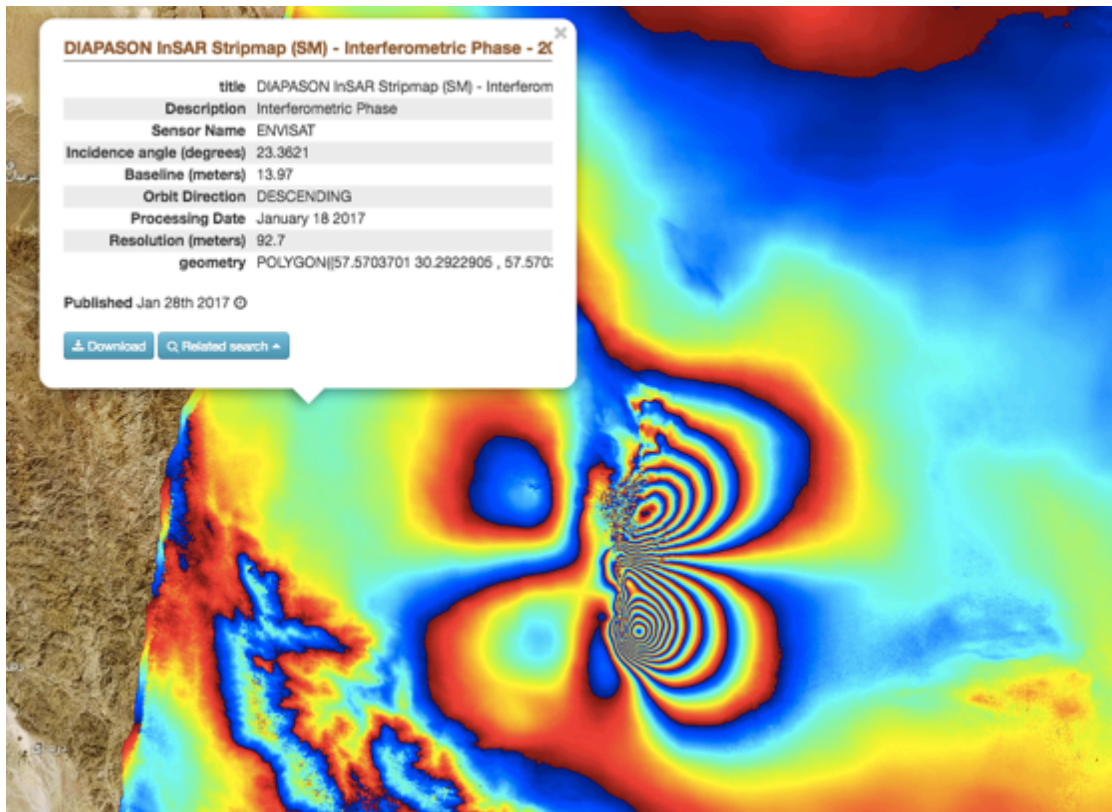 DIAPASON InSAR Stripmap (SM) - Interferometric Phase - 20
title DIAPASON InSAR Stripmap (SM) - Interferom
Description Interferometric Phase
Sensor Name ENVISAT
Incidence angle (degrees) 23.3621
Baseline (meters) 13.97
Orbit Direction DESCENDING
Processing Date January 18 2017
Resolution (meters) 92.7
geometry POLYGON((57.5703701 30.2922905 , 57.570
Published Jan 28th 2017
Download
Related search